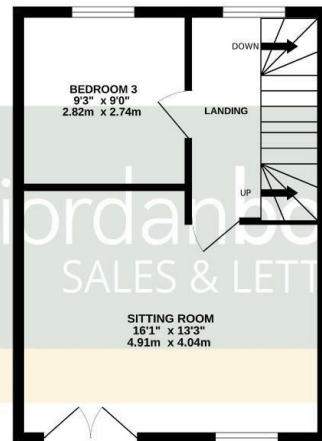 DOWN
BEDROOM 3
9'3" x 9'0"
2.82m x 2.74m
LANDING
UP
SALES & LETT
SITTING ROOM
16'1" x 13'3"
4.91m x 4.04m